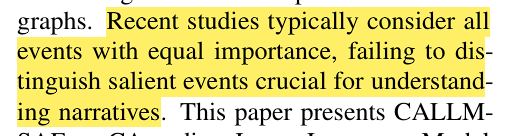 graphs. Recent studies typically consider all
events with equal importance, failing to dis-
tinguish salient events crucial for understand-
ing narratives. This paper presents CALLM-